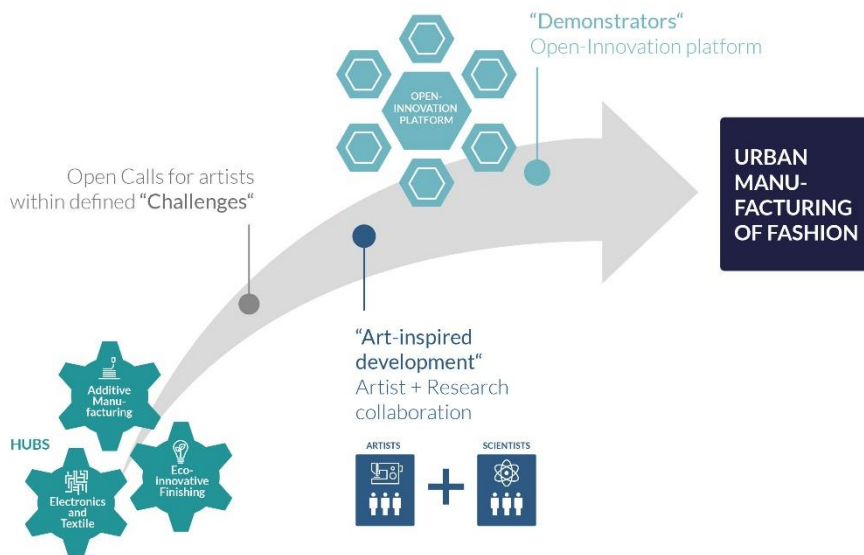 “Demonstrators“
Open-Innovation platform
OPEN-
INNOVATION
PLATFORM
URBAN
MANU-
FACTURING
OF FASHION
Open Calls for artists
within defined “Challenges“
“Art-inspired
development“
Artist + Research
collaboration
ARTISTS
SCIENTISTS
HUBS
Additive
Manu-
facturing
Eco-
innovative
Finishing
Electronics
and
Textile